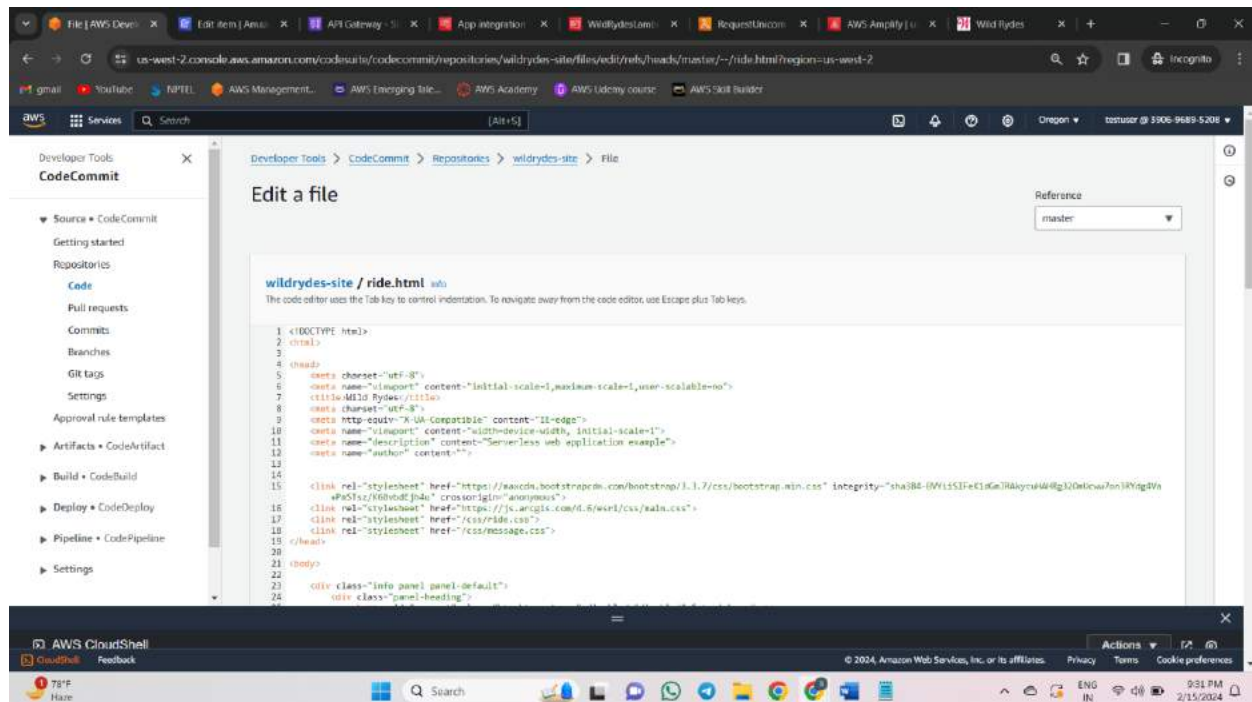 File | AWS Deve
Edit item | Ama
API Gateway - S
App integration
WildRydesLamb
RequestUnicorn
AWS Amplify | u
Wild Rydes
us-west-2.console.aws.amazon.com/codesuite/codecommit/repositories/wildrydes-site/files/edit/refs/heads/master/--/ride.html?region=us-west-2
Incognito
gmail
YouTube
NPTEL
AWS Management...
AWS Emerging Tale...
AWS Academy
AWS Udemy course
AWS Skill Builder
aws
Services
Search
[Alt+S]
Oregon
testuser @ 3906-9689-5208
Developer Tools
CodeCommit
Source • CodeCommit
Getting started
Repositories
Code
Pull requests
Commits
Branches
Git tags
Settings
Approval rule templates
Artifacts • CodeArtifact
Build • CodeBuild
Deploy • CodeDeploy
Pipeline • CodePipeline
Settings
Developer Tools > CodeCommit > Repositories > wildrydes-site > File
Edit a file
Reference
master
wildrydes-site / ride.html Info
The code editor uses the Tab key to control indentation. To navigate away from the code editor, use Escape plus Tab keys.
1 <!DOCTYPE html>
2 <html>
3
4 <head>
5 <meta charset="utf-8">
6 <meta name="viewport" content="initial-scale=1,maximum-scale=1,user-scalable=no">
7 <title>Wild Rydes</title>
8 <meta charset="utf-8">
9 <meta http-equiv="X-UA-Compatible" content="IE=edge">
10 <meta name="viewport" content="width=device-width, initial-scale=1">
11 <meta name="description" content="Serverless web application example">
12 <meta name="author" content="">
13
14
15 <link rel="stylesheet" href="https://maxcdn.bootstrapcdn.com/bootstrap/3.3.7/css/bootstrap.min.css" integrity=
crossorigin="anonymous">
16 <link rel="stylesheet" href="https://js.arcgis.com/4.6/esri/css/main.css">
17 <link rel="stylesheet" href="/css/ride.css">
18 <link rel="stylesheet" href="/css/message.css">
19 </head>
20
21 <body>
22
23 <div class="info panel panel-default">
24 <div class="panel-heading">
AWS CloudShell
Actions
CloudShell
Feedback
© 2024, Amazon Web Services, Inc. or its affiliates.
Privacy
Terms
Cookie preferences
1
78°F
Haze
Search
ENG
IN
9:31 PM
2/15/2024